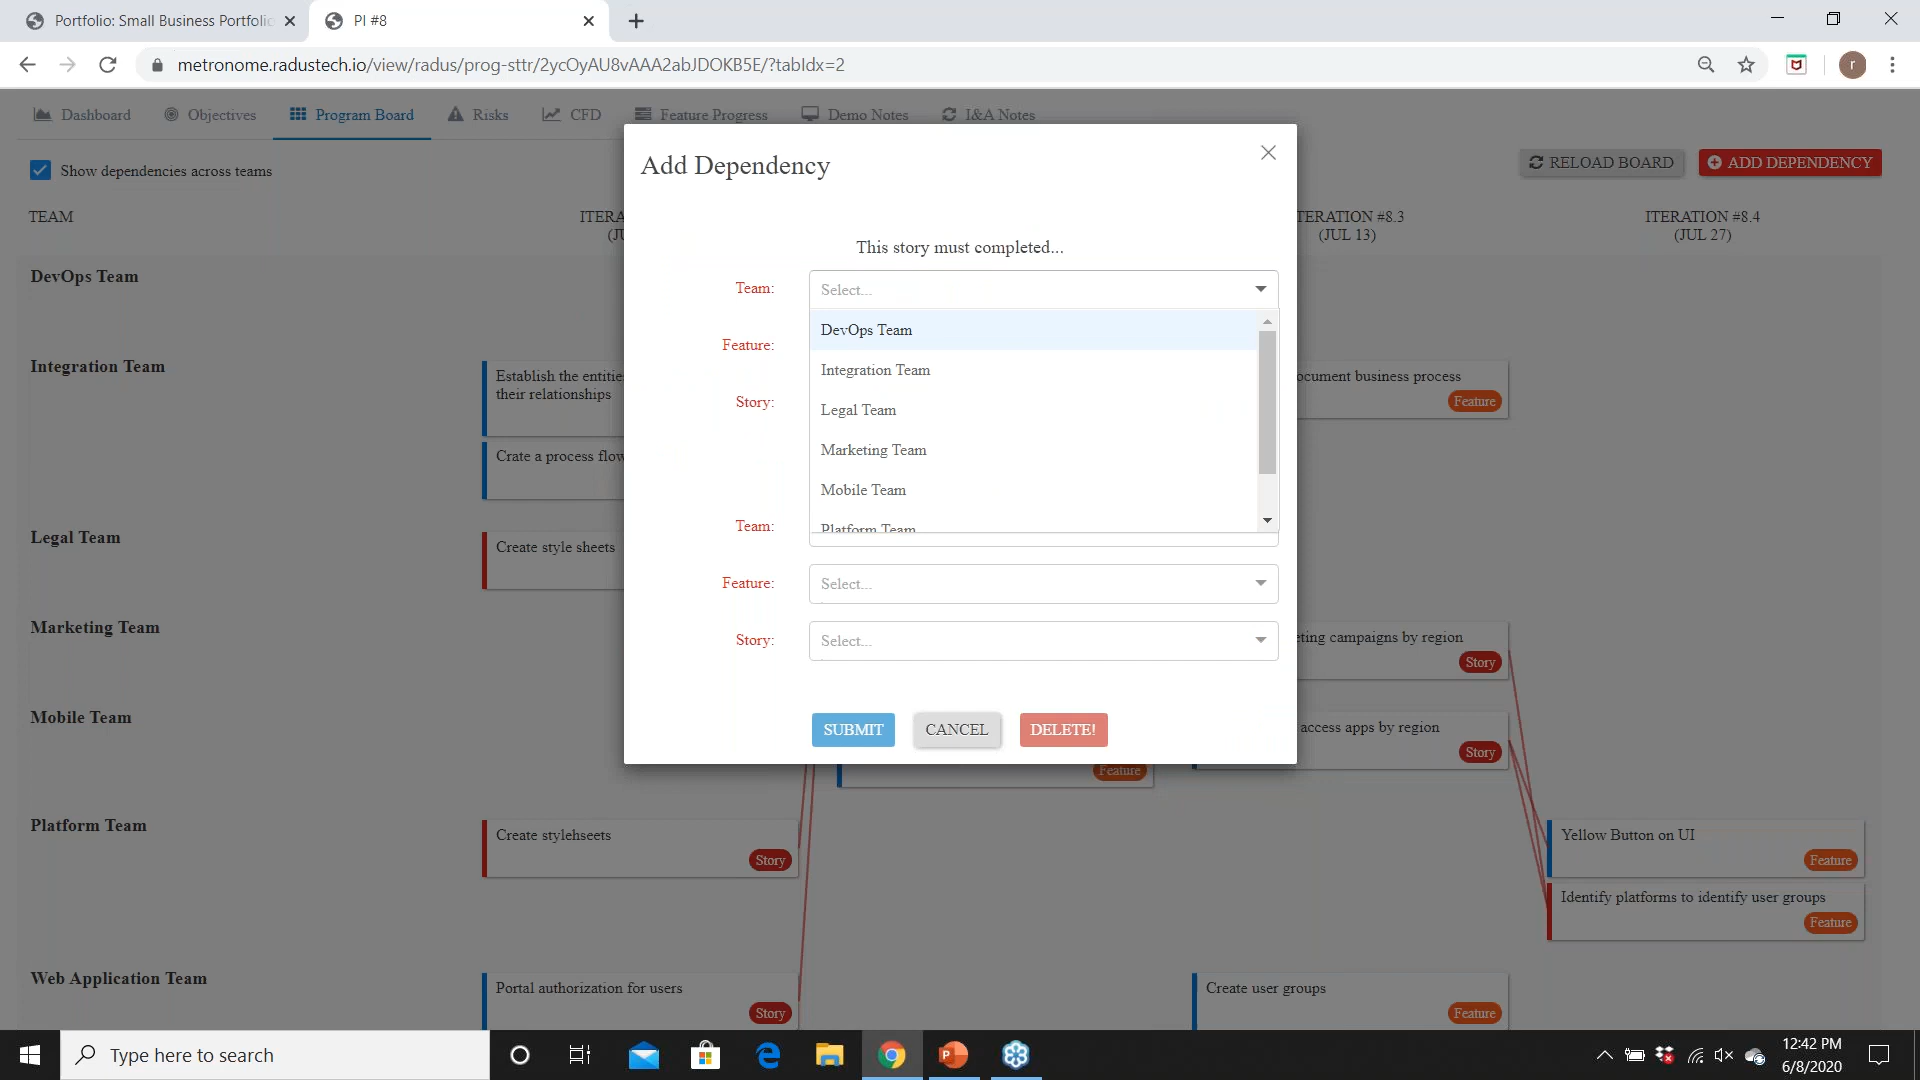 Portfolio: Small Business Portfolio
PI #8
metronome.radustech.io/view/radus/prog-sttr/2ycOyAU8vAAA2abJDOKB5E/?tabIdx=2
r
Dashboard
Objectives
Program Board
Risks
CFD
Feature Progress
Demo Notes
I&A Notes
Show dependencies across teams
RELOAD BOARD
ADD DEPENDENCY
TEAM
ITERA
(JU
TERATION #8.3
(JUL 13)
ITERATION #8.4
(JUL 27)
Add Dependency
This story must completed...
Team:
Select...
DevOps Team
Integration Team
Legal Team
Marketing Team
Mobile Team
Platform Team
Feature:
Story:
Team:
Feature:
Select...
Story:
Select...
SUBMIT
CANCEL
DELETE!
DevOps Team
Integration Team
Establish the entitie
their relationships
Crate a process flow
ocument business process
Feature
Legal Team
Create style sheets
Marketing Team
eting campaigns by region
Story
Mobile Team
access apps by region
Story
Feature
Platform Team
Create stylehseets
Story
Yellow Button on UI
Feature
Identify platforms to identify user groups
Feature
Web Application Team
Portal authorization for users
Story
Create user groups
Feature
Type here to search
P
12:42 PM
6/8/2020